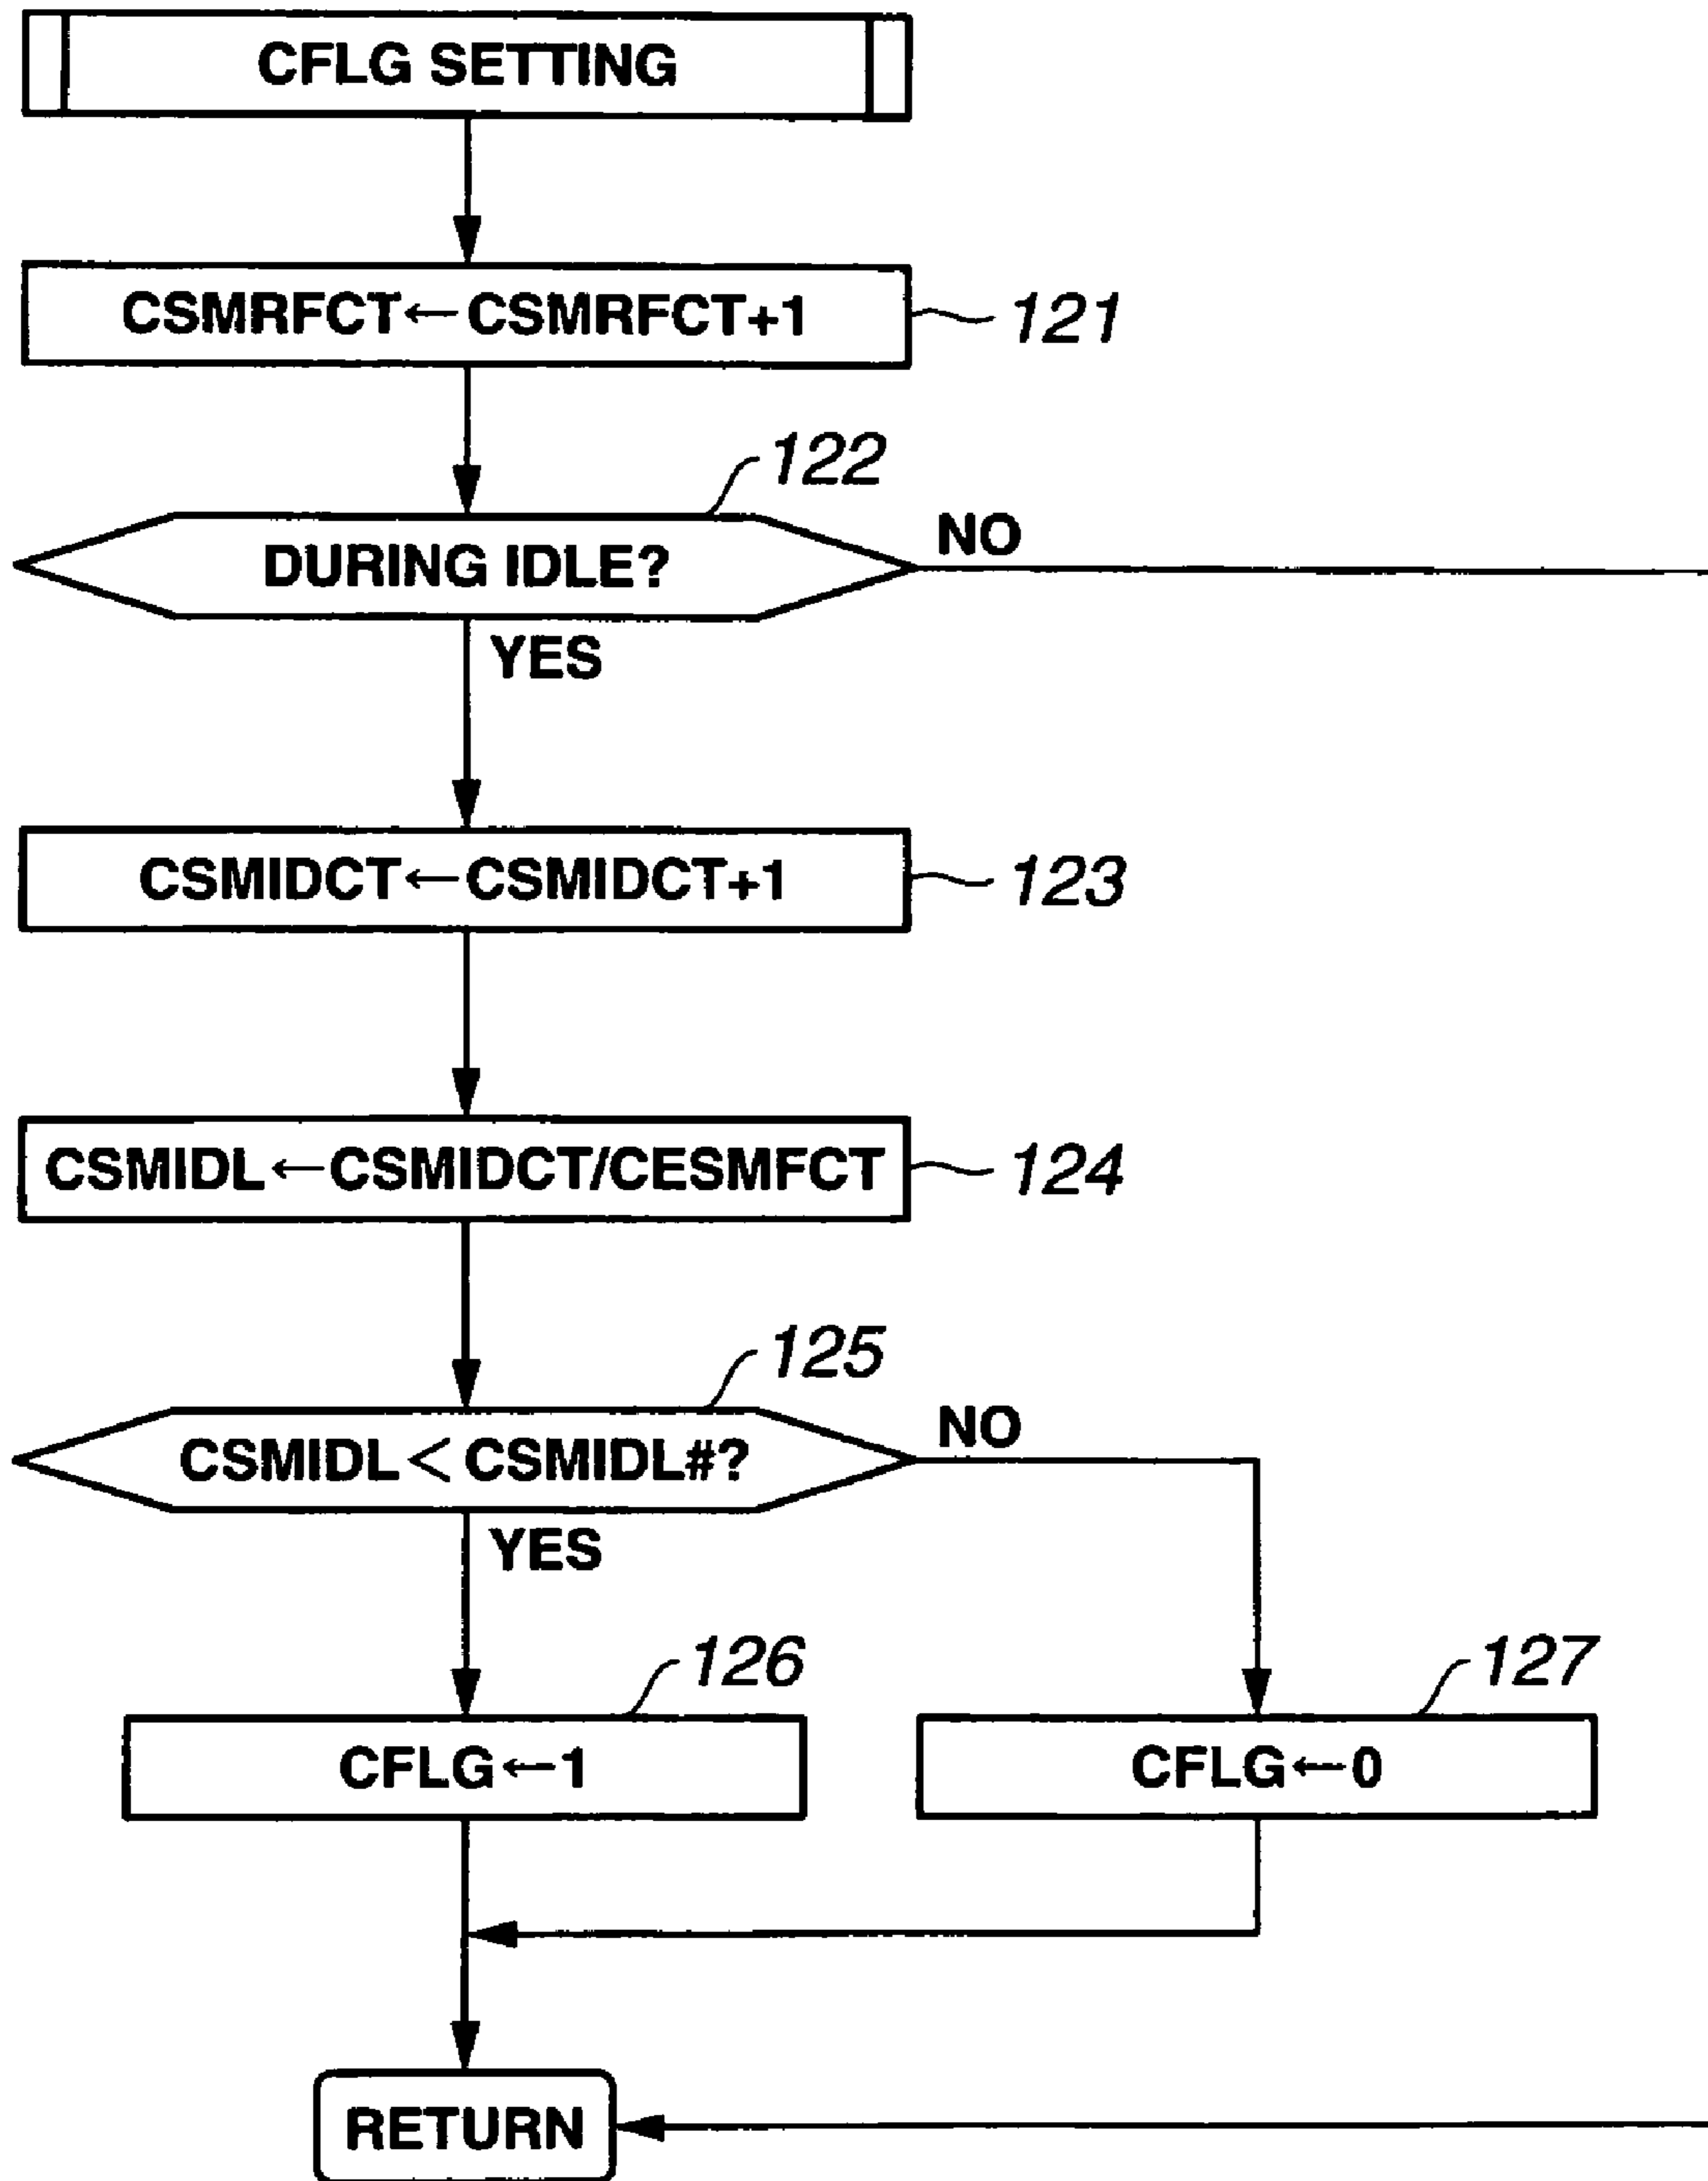 CFLG SETTING
CSMRFCT←CSMRFCT+1
121
122
DURING IDLE?
NO
YES
CSMIDCT←CSMIDCT+1
123
CSMIDL←CSMIDCT/CESMFCT
124
125
CSMIDL<CSMIDL#?
NO
YES
126
127
CFLG←1
CFLG←0
RETURN